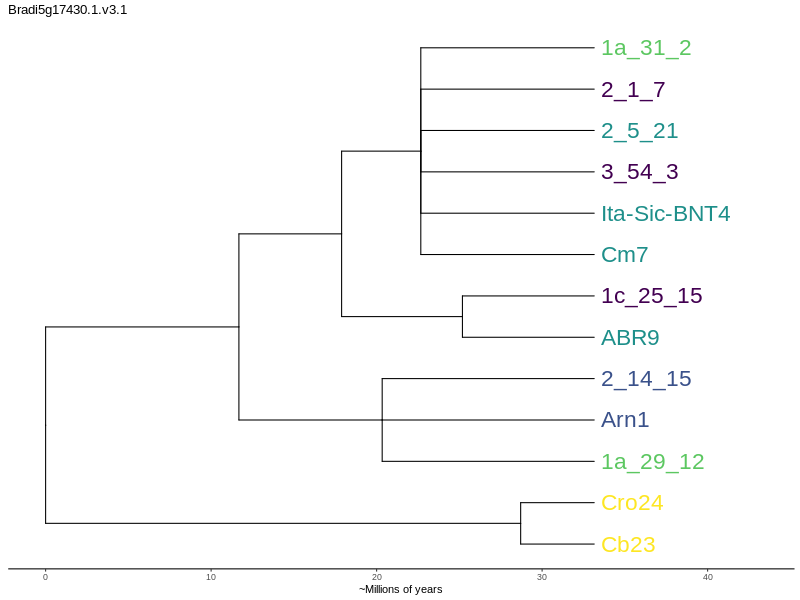 Bradi5g17430.1.v3.1
1a_31_2
2_1_7
2_5_21
3_54_3
Ita-Sic-BNT4
Cm7
1c_25_15
ABR9
2_14_15
Arn1
1a_29_12
Cro24
Cb23
0 10 20 30 40
~Millions of years